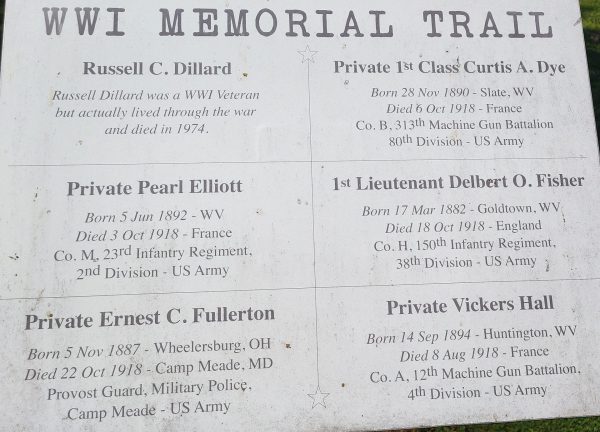 WWI MEMORIAL TRAIL
Russell C. Dillard
Russell Dillard was a WWI Veteran
but actually lived through the war
and died in 1974.
Private 1st Class Curtis A. Dye
Born 28 Nov 1890 - Slate, WV
Died 6 Oct 1918 - France
Co. B, 313th Machine Gun Battalion
80th Division - US Army
Private Pearl Elliott
Born 5 Jun 1892 - WV
Died 3 Oct 1918 - France
Co. M, 23rd Infantry Regiment,
2nd Division - US Army
1st Lieutenant Delbert O. Fisher
Born 17 Mar 1882 - Goldtown, WV
Died 18 Oct 1918 - England
Co. H, 150th Infantry Regiment,
38th Division - US Army
Private Ernest C. Fullerton
Born 5 Nov 1887 - Wheelersburg, OH
Died 22 Oct 1918 - Camp Meade, MD
Provost Guard, Military Police,
Camp Meade - US Army
Private Vickers Hall
Born 14 Sep 1894 - Huntington, WV
Died 8 Aug 1918 - France
Co. A, 12th Machine Gun Battalion,
4th Division - US Army